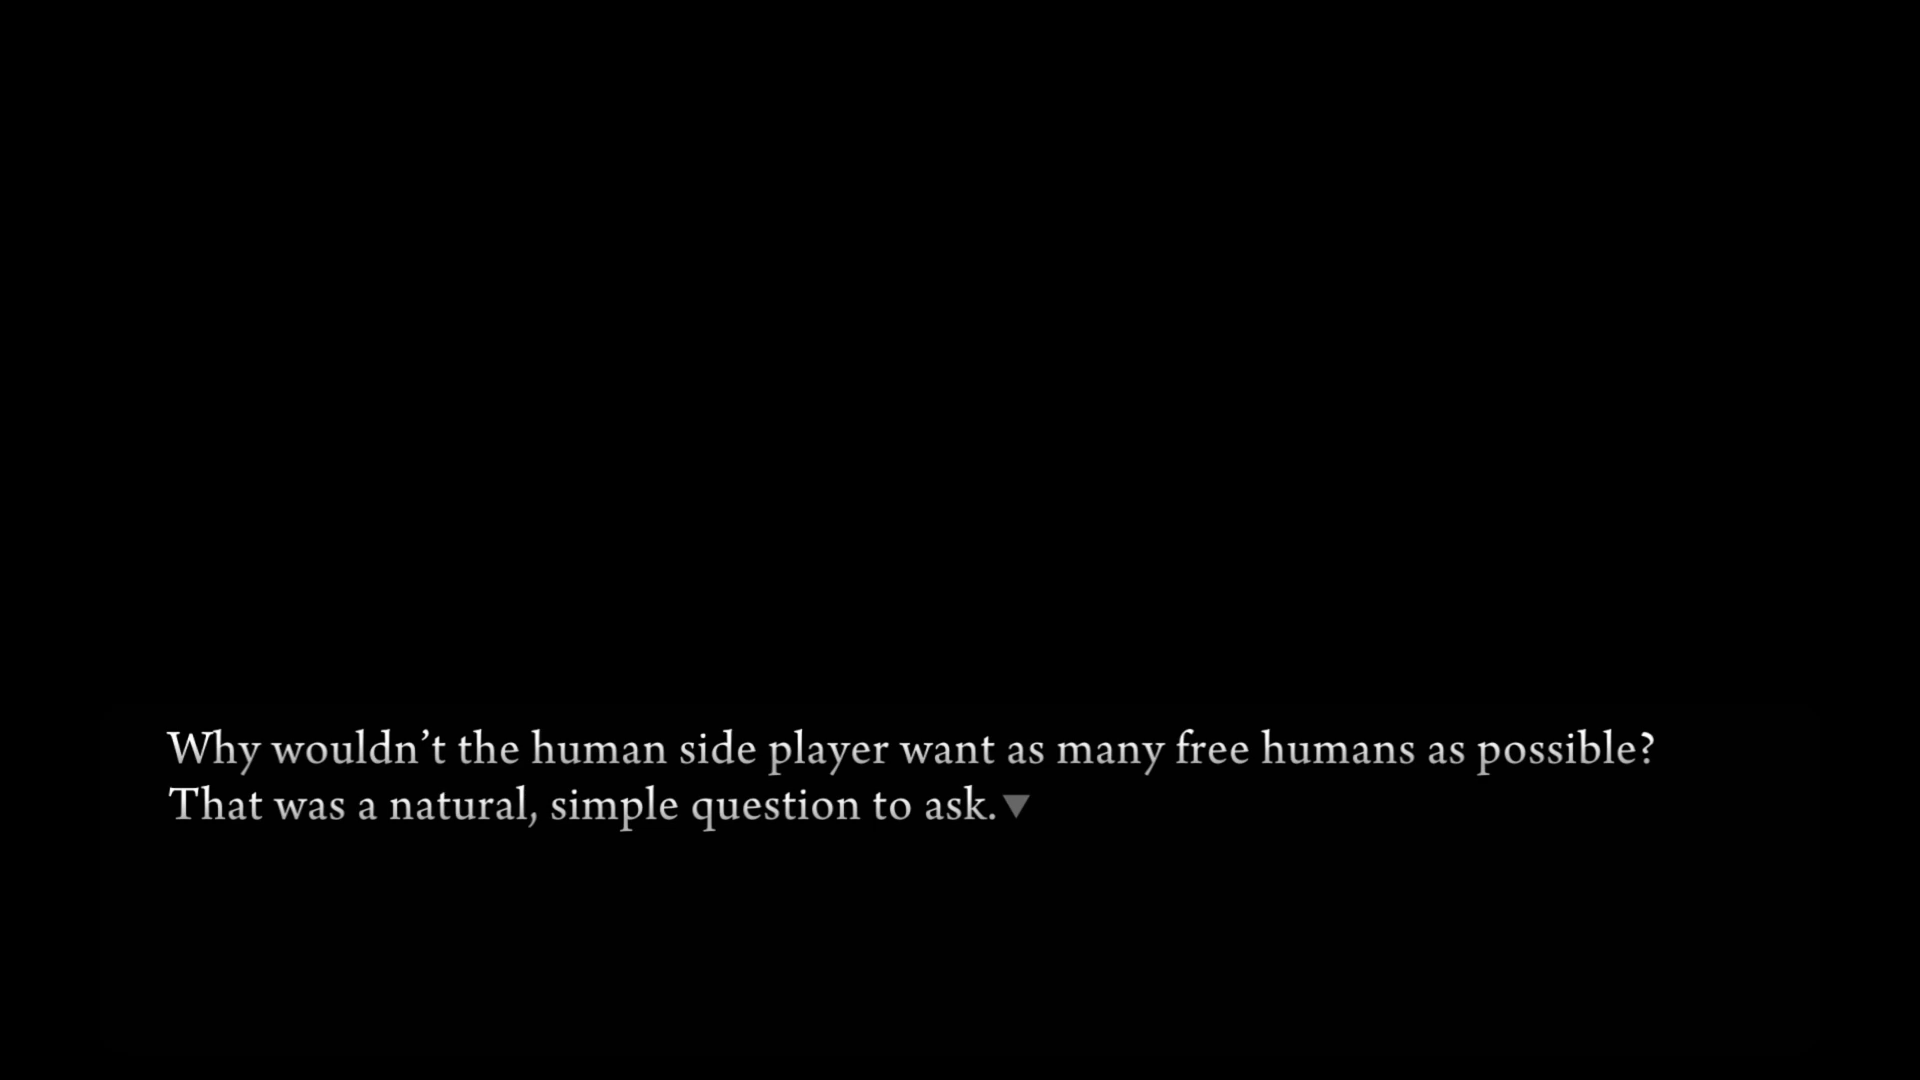 Why wouldn’t the human side player want as many free humans as possible?
That was a natural, simple question to ask.